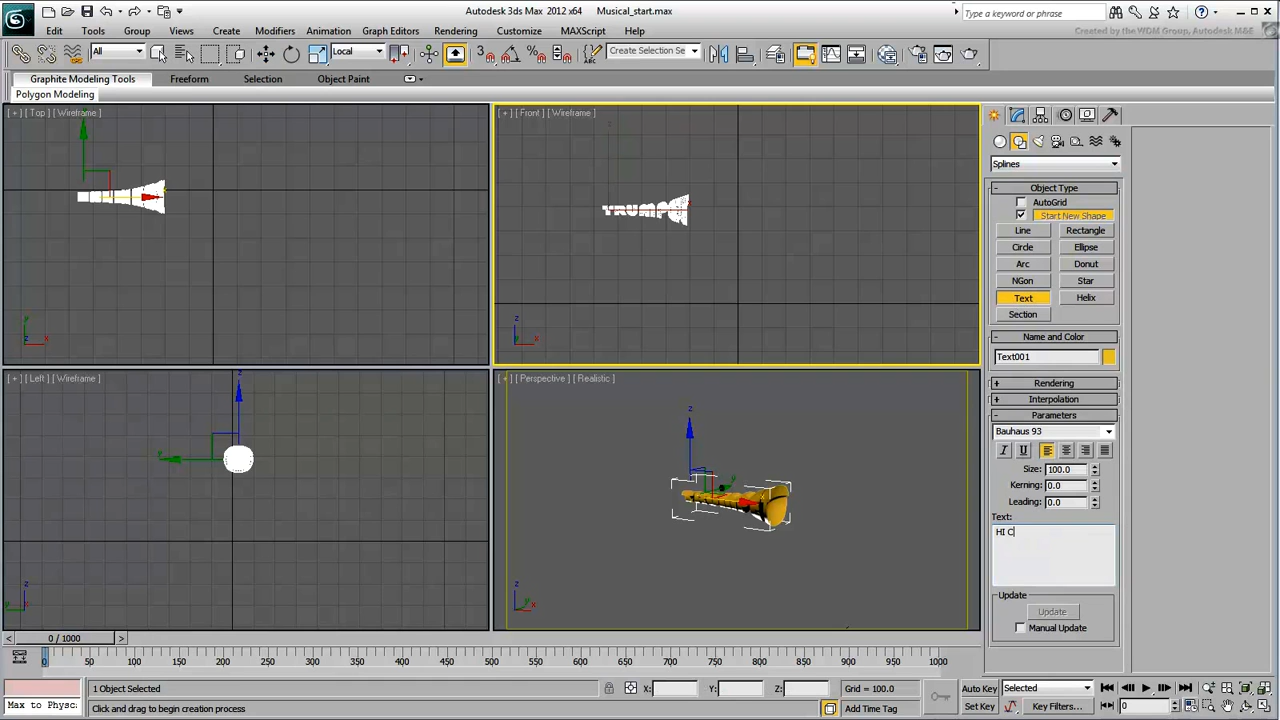 Autodesk 3ds Max 2012 x64 Musical_start.max
Type a keyword or phrase
Edit Tools Group Views Create Modifiers Animation Graph Editors Rendering Customize MAXScript Help
Created by the WDM Group, Autodesk M&E
All
Local
Create Selection Se
Graphite Modeling Tools Freeform Selection Object Paint
Polygon Modeling
[ + ] [ Top ] [ Wireframe ]
[ + ] [ Front ] [ Wireframe ]
[ + ] [ Left ] [ Wireframe ]
[ + ] [ Perspective ] [ Realistic ]
Splines
Object Type
AutoGrid
Start New Shape
Line Rectangle
Circle Ellipse
Arc Donut
NGon Star
Text Helix
Section
Name and Color
Text001
Rendering
Interpolation
Parameters
Bauhaus 93
I U
Size: 100.0
Kerning: 0.0
Leading: 0.0
Text:
HI C
Update
Update
Manual Update
0 / 1000
0 50 100 150 200 250 300 350 400 450 500 550 600 650 700 750 800 850 900 950 1000
1 Object Selected
X: Y: Z:
Grid = 100.0
Auto Key Selected
Max to Physc
Click and drag to begin creation process
Add Time Tag
Set Key Key Filters...
0